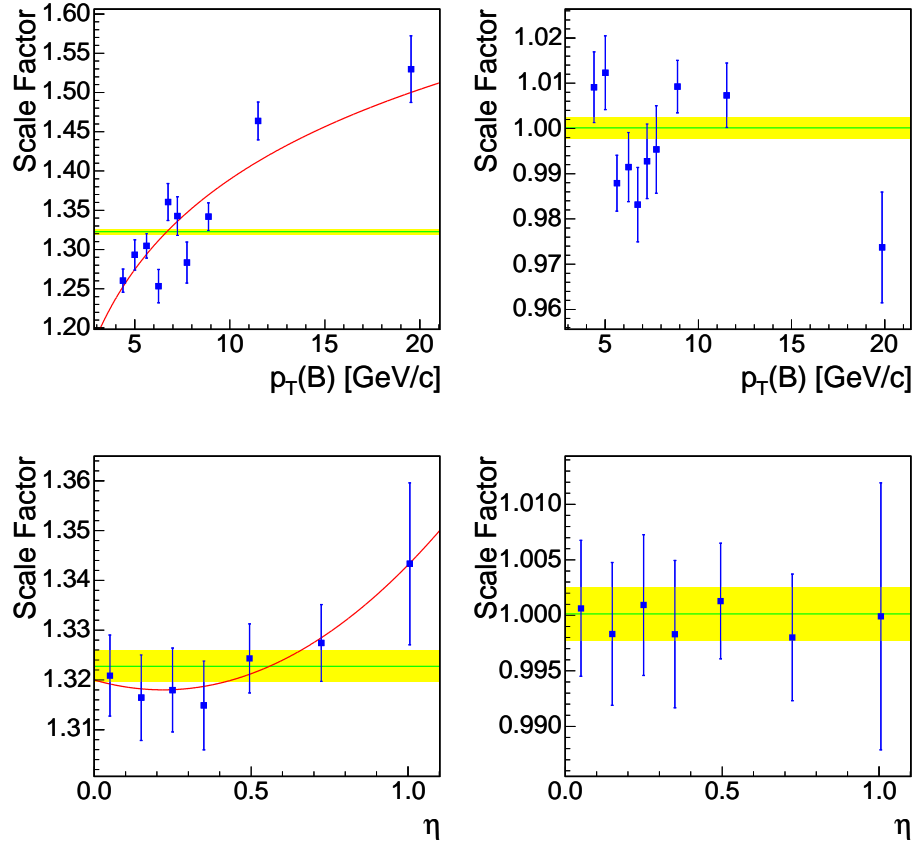 Scale Factor
1.60
1.55
1.50
1.45
1.40
1.35
1.30
1.25
1.20
5 10 15 20
p_T(B) [GeV/c]
Scale Factor
1.02
1.01
1.00
0.99
0.98
0.97
0.96
5 10 15 20
p_T(B) [GeV/c]
Scale Factor
1.36
1.35
1.34
1.33
1.32
1.31
0.0 0.5 1.0
η
Scale Factor
1.010
1.005
1.000
0.995
0.990
0.0 0.5 1.0
η